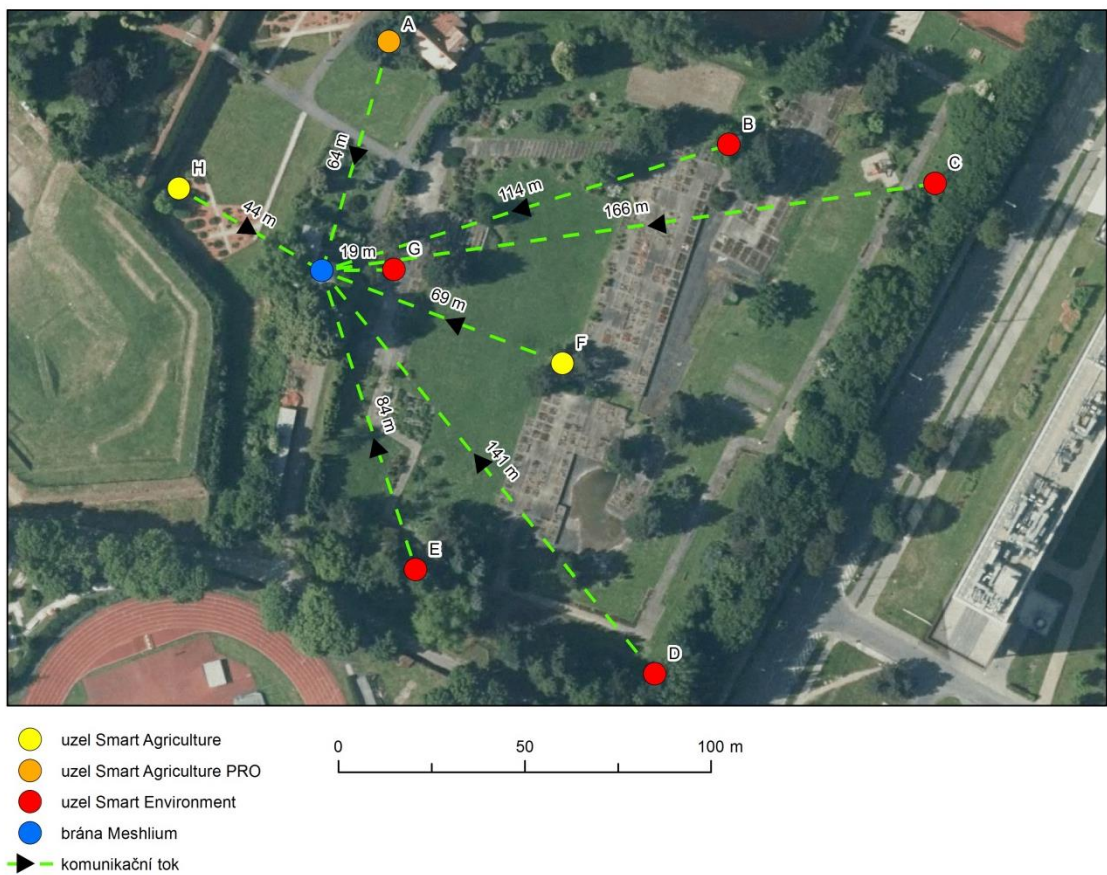 A
B
C
H
64 m
114 m
166 m
44 m
19 m
G
69 m
F
84 m
141 m
E
D
uzel Smart Agriculture
uzel Smart Agriculture PRO
uzel Smart Environment
brána Meshlium
komunikační tok
0 50 100 m